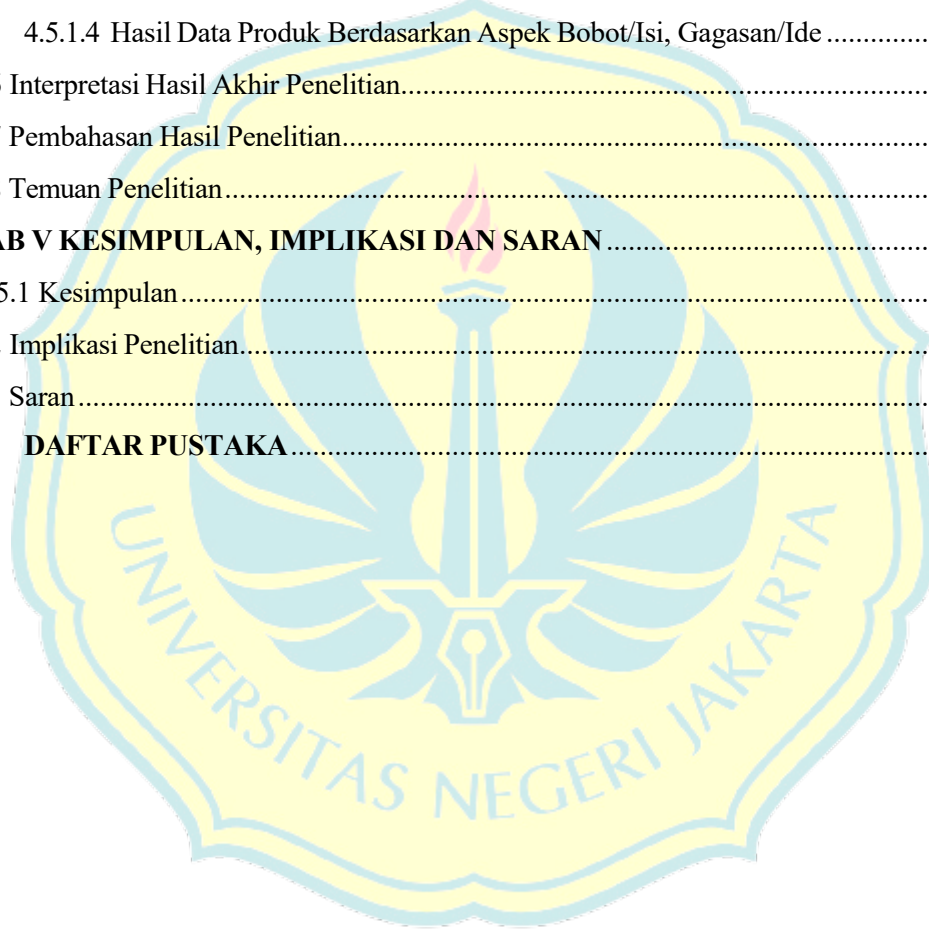 4.5.1.4 Hasil Data Produk Berdasarkan Aspek Bobot/Isi, Gagasan/Ide ..............
Interpretasi Hasil Akhir Penelitian..............
Pembahasan Hasil Penelitian..............
Temuan Penelitian..............
AB V KESIMPULAN, IMPLIKASI DAN SARAN..............
5.1 Kesimpulan..............
Implikasi Penelitian..............
Saran..............
DAFTAR PUSTAKA..............
UNIVERSITAS NEGERI JAKARTA